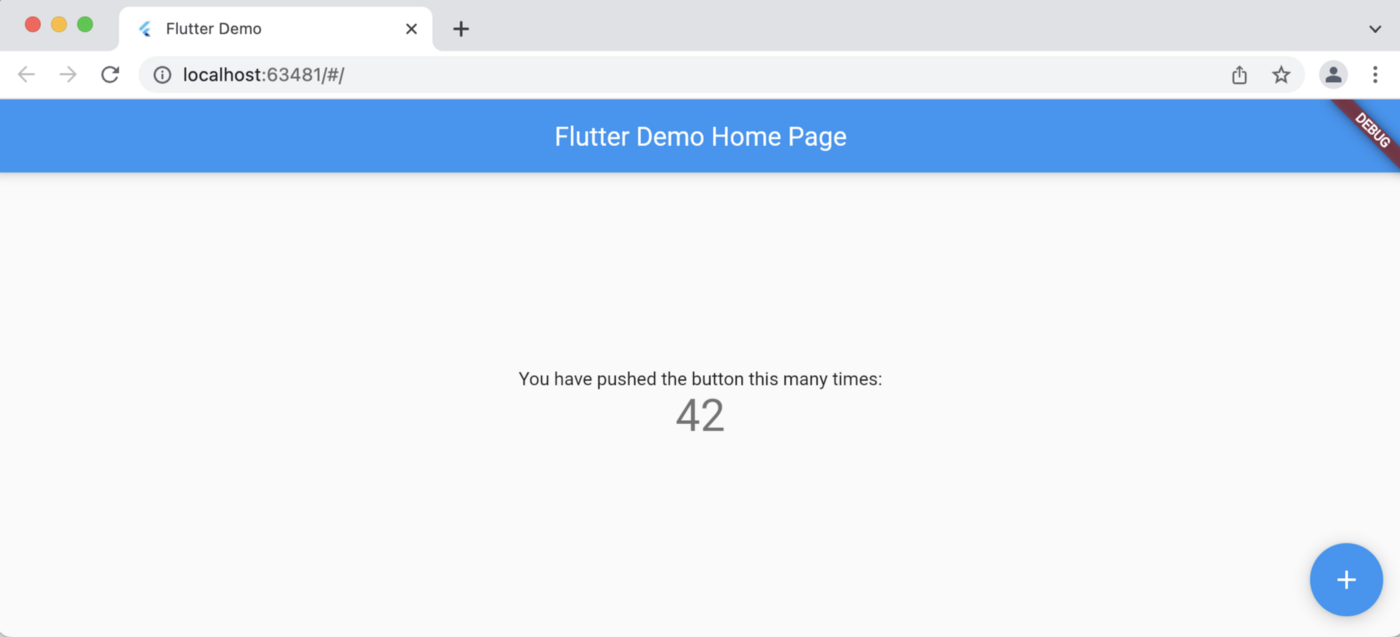 Flutter Demo
localhost:63481/#/
Flutter Demo Home Page
DEBUG
You have pushed the button this many times:
42